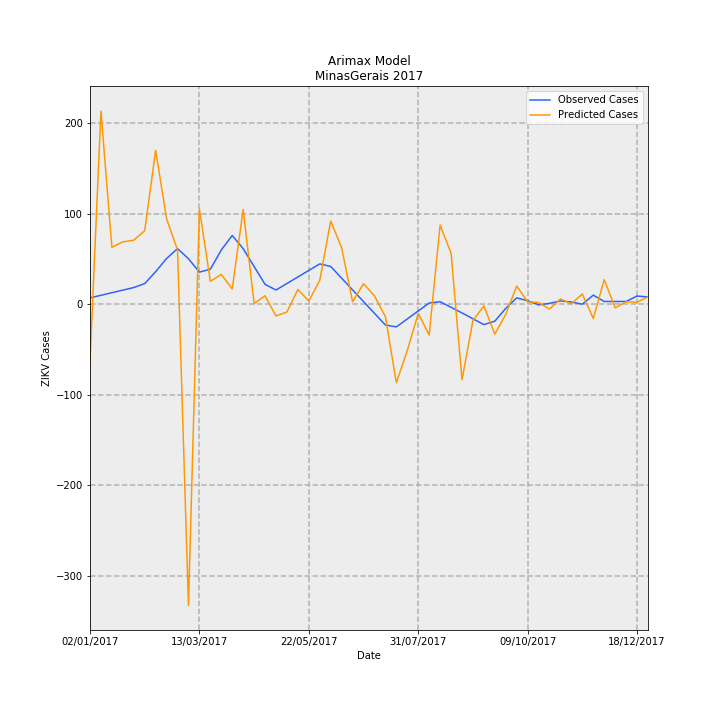 Arimax Model
MinasGerais 2017
Observed Cases
Predicted Cases
200
100
0
−100
−200
−300
ZIKV Cases
02/01/2017 13/03/2017 22/05/2017 31/07/2017 09/10/2017 18/12/2017
Date